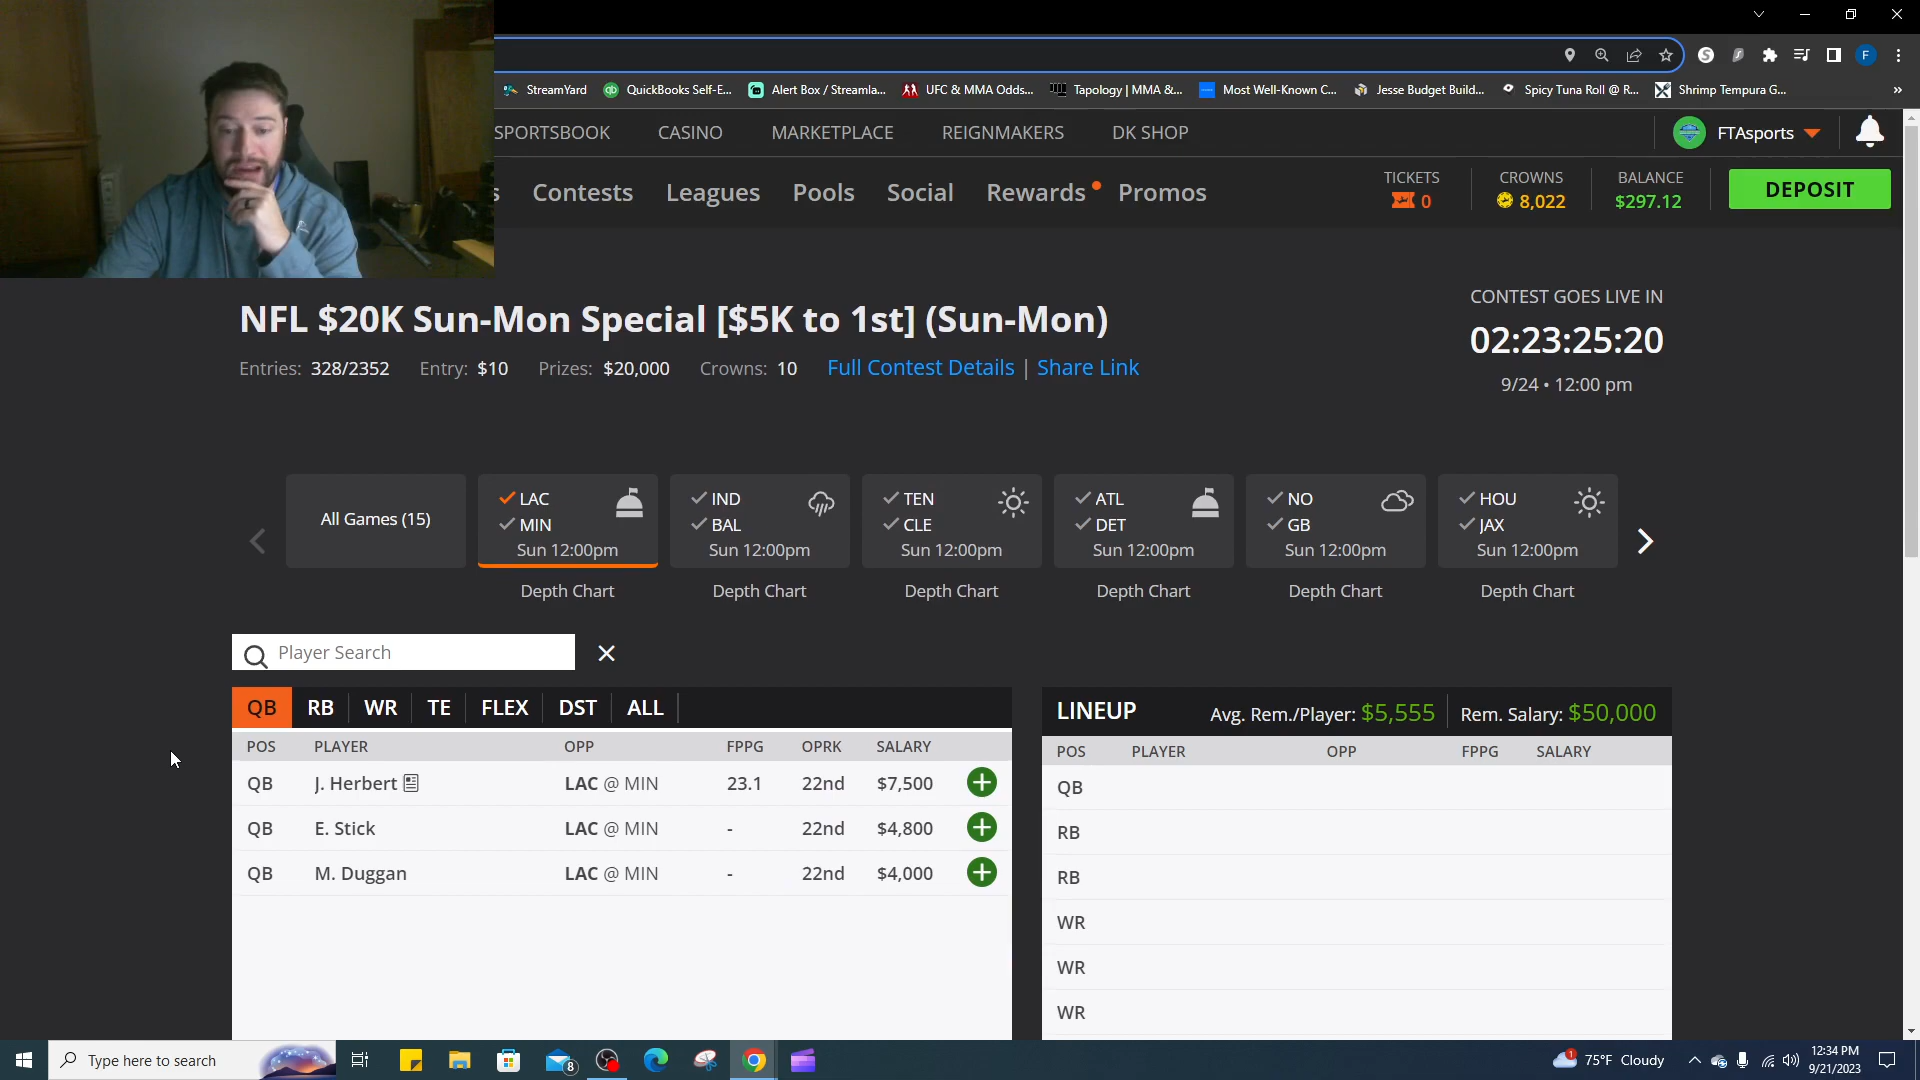 StreamYard QuickBooks Self-E... Alert Box / Streamla... UFC & MMA Odds... Tapology | MMA &... Most Well-Known C... Jesse Budget Build... Spicy Tuna Roll @ R... Shrimp Tempura G... »
SPORTSBOOK CASINO MARKETPLACE REIGNMAKERS DK SHOP FTAsports
s Contests Leagues Pools Social Rewards Promos
TICKETS 0 CROWNS 8,022 BALANCE $297.12 DEPOSIT
NFL $20K Sun-Mon Special [$5K to 1st] (Sun-Mon)
Entries: 328/2352 Entry: $10 Prizes: $20,000 Crowns: 10 Full Contest Details | Share Link
CONTEST GOES LIVE IN
02:23:25:20
9/24 • 12:00 pm
All Games (15)
LAC
MIN
Sun 12:00pm
Depth Chart
IND
BAL
Sun 12:00pm
Depth Chart
TEN
CLE
Sun 12:00pm
Depth Chart
ATL
DET
Sun 12:00pm
Depth Chart
NO
GB
Sun 12:00pm
Depth Chart
HOU
JAX
Sun 12:00pm
Depth Chart
Player Search
QB RB WR TE FLEX DST ALL
POS PLAYER OPP FPPG OPRK SALARY
QB J. Herbert LAC @ MIN 23.1 22nd $7,500
QB E. Stick LAC @ MIN - 22nd $4,800
QB M. Duggan LAC @ MIN - 22nd $4,000
LINEUP Avg. Rem./Player: $5,555 Rem. Salary: $50,000
POS PLAYER OPP FPPG SALARY
QB
RB
RB
WR
WR
WR
Type here to search
8
1 75°F Cloudy
12:34 PM
9/21/2023